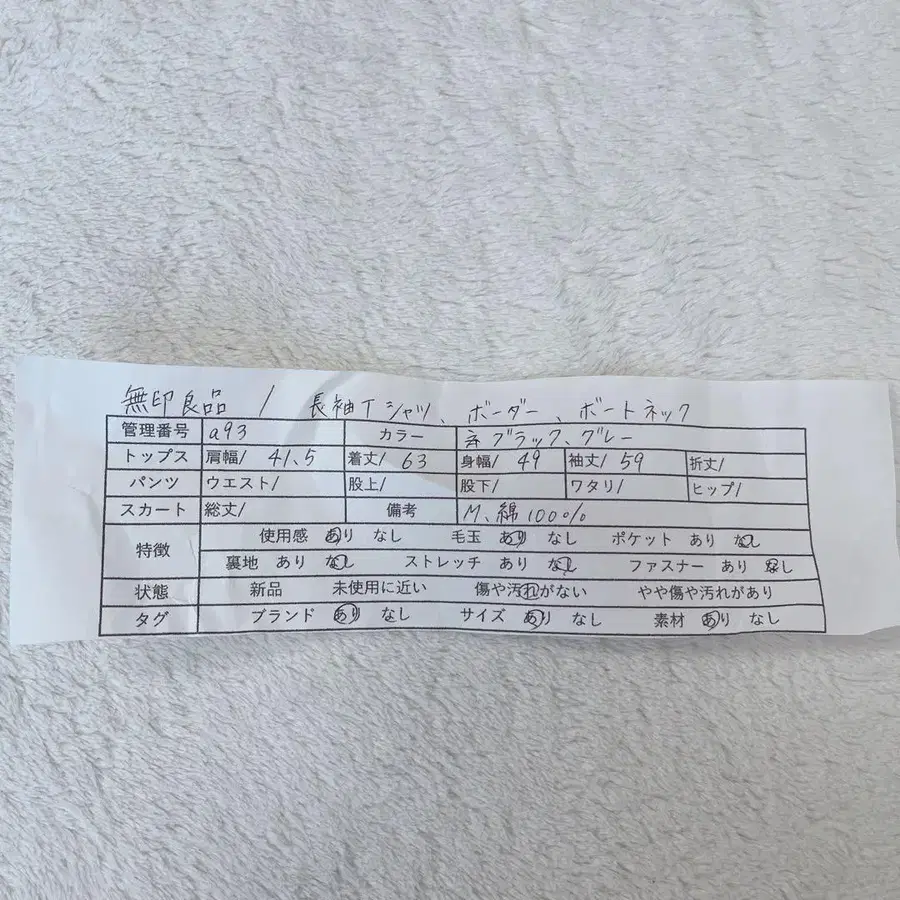 無印良品 / 長袖Tシャツ、ボーダー、ボートネック
管理番号 a93 カラー ブラック、グレー
トップス 肩幅/ 41.5 着丈/ 63 身幅/ 49 袖丈/ 59 裄丈/
パンツ ウエスト/ 股上/ 股下/ ワタリ/ ヒップ/
スカート 総丈/ 備考 M、綿100%
特徴 使用感 あり なし 毛玉 あり なし ポケット あり なし
裏地 あり なし ストレッチ あり なし ファスナー あり なし
状態 新品 未使用に近い 傷や汚れがない やや傷や汚れがあり
タグ ブランド あり なし サイズ あり なし 素材 あり なし